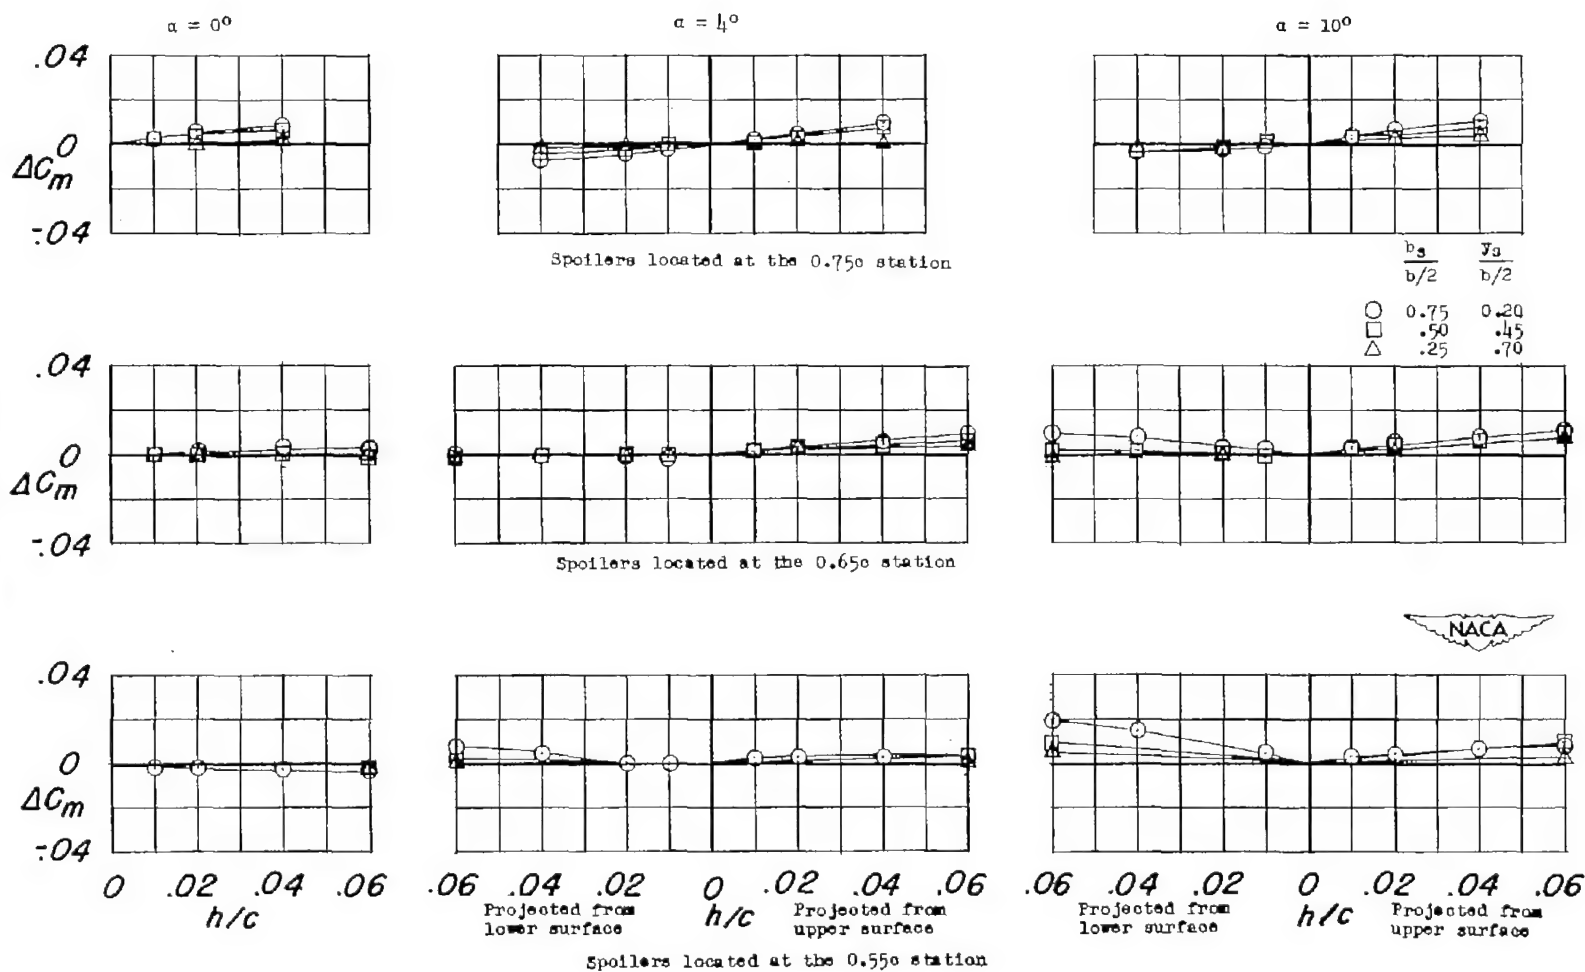 α = 0º α = 4º α = 10º
.04
0
ΔCm
-.04
Spoilers located at the 0.75c station
bs ys
b/2 b/2
○ 0.75 0.20
□ .50 .45
△ .25 .70
.04
0
ΔCm
-.04
Spoilers located at the 0.65c station
NACA
.04
0
ΔCm
-.04
0 .02 .04 .06 .06 .04 .02 0 .02 .04 .06 .06 .04 .02 0 .02 .04 .06
h/c h/c h/c
Projected from Projected from Projected from Projected from
lower surface upper surface lower surface upper surface
Spoilers located at the 0.55c station